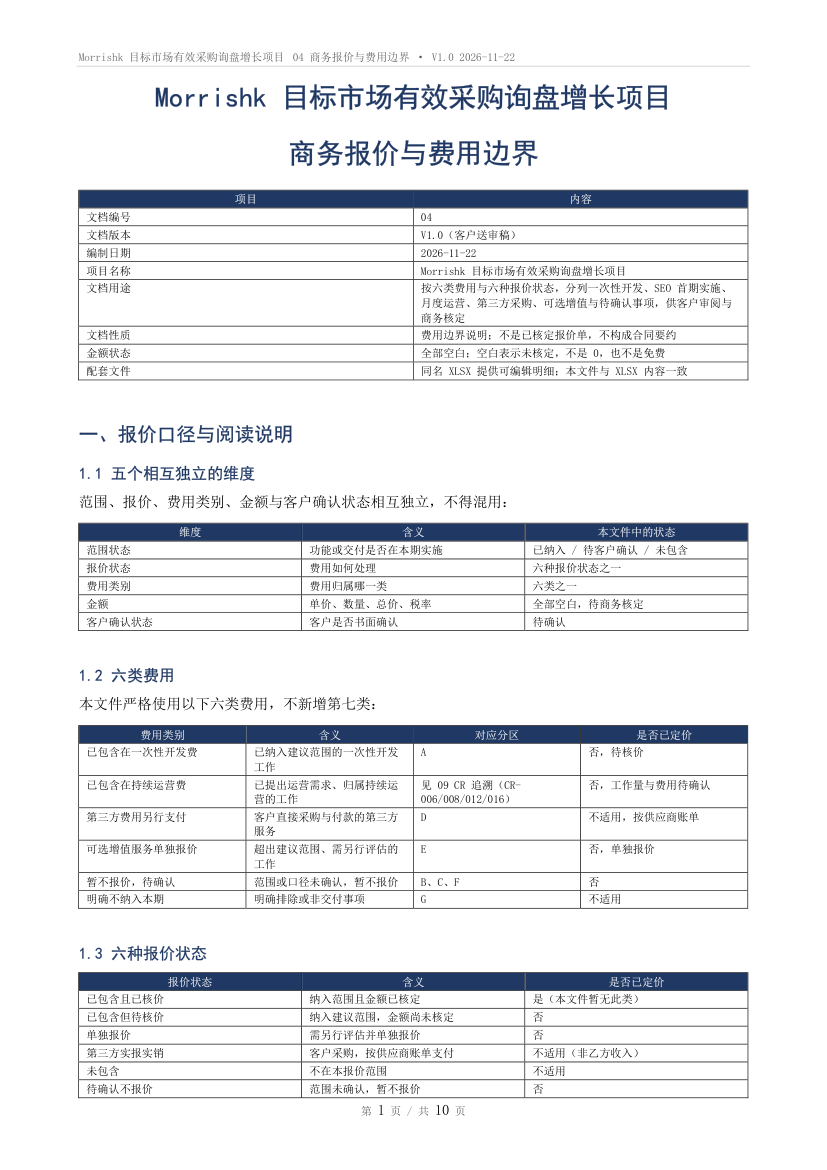 Morrishk 目标市场有效采购询盘增长项目 04 商务报价与费用边界 • V1.0 2026-11-22
Morrishk 目标市场有效采购询盘增长项目
商务报价与费用边界
项目 内容
文档编号 04
文档版本 V1.0（客户送审稿）
编制日期 2026-11-22
项目名称 Morrishk 目标市场有效采购询盘增长项目
文档用途 按六类费用与六种报价状态，分列一次性开发、SEO 首期实施、
月度运营、第三方采购、可选增值与待确认事项，供客户审阅与
商务核定
文档性质 费用边界说明；不是已核定报价单，不构成合同要约
金额状态 全部空白；空白表示未核定，不是 0，也不是免费
配套文件 同名 XLSX 提供可编辑明细；本文件与 XLSX 内容一致
一、报价口径与阅读说明
1.1 五个相互独立的维度
范围、报价、费用类别、金额与客户确认状态相互独立，不得混用：
维度 含义 本文件中的状态
范围状态 功能或交付是否在本期实施 已纳入 / 待客户确认 / 未包含
报价状态 费用如何处理 六种报价状态之一
费用类别 费用归属哪一类 六类之一
金额 单价、数量、总价、税率 全部空白，待商务核定
客户确认状态 客户是否书面确认 待确认
1.2 六类费用
本文件严格使用以下六类费用，不新增第七类：
费用类别 含义 对应分区 是否已定价
已包含在一次性开发费 已纳入建议范围的一次性开发 A 否，待核价
工作
已包含在持续运营费 已提出运营需求、归属持续运 见 09 CR 追溯（CR- 否，工作量与费用待确认
营的工作 006/008/012/016）
第三方费用另行支付 客户直接采购与付款的第三方 D 不适用，按供应商账单
服务
可选增值服务单独报价 超出建议范围、需另行评估的 E 否，单独报价
工作
暂不报价，待确认 范围或口径未确认，暂不报价 B、C、F 否
明确不纳入本期 明确排除或非交付事项 G 不适用
1.3 六种报价状态
报价状态 含义 是否已定价
已包含且已核价 纳入范围且金额已核定 是（本文件暂无此类）
已包含但待核价 纳入建议范围，金额尚未核定 否
单独报价 需另行评估并单独报价 否
第三方实报实销 客户采购，按供应商账单支付 不适用（非乙方收入）
未包含 不在本报价范围 不适用
待确认不报价 范围未确认，暂不报价 否
第 1 页 / 共 10 页